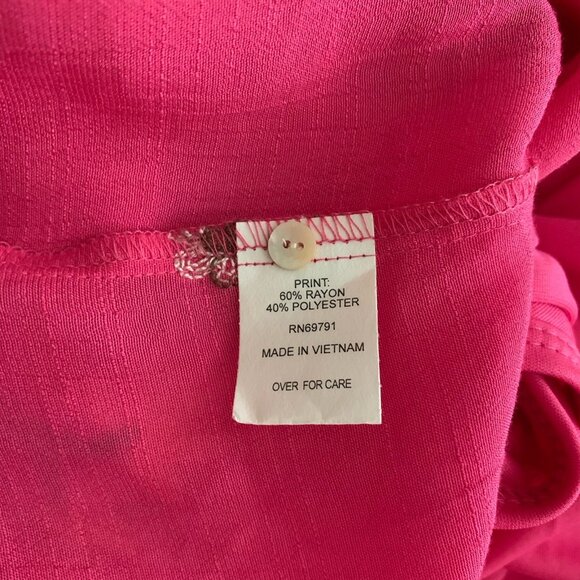 PRINT:
60% RAYON
40% POLYESTER
RN69791
MADE IN VIETNAM
OVER FOR CARE